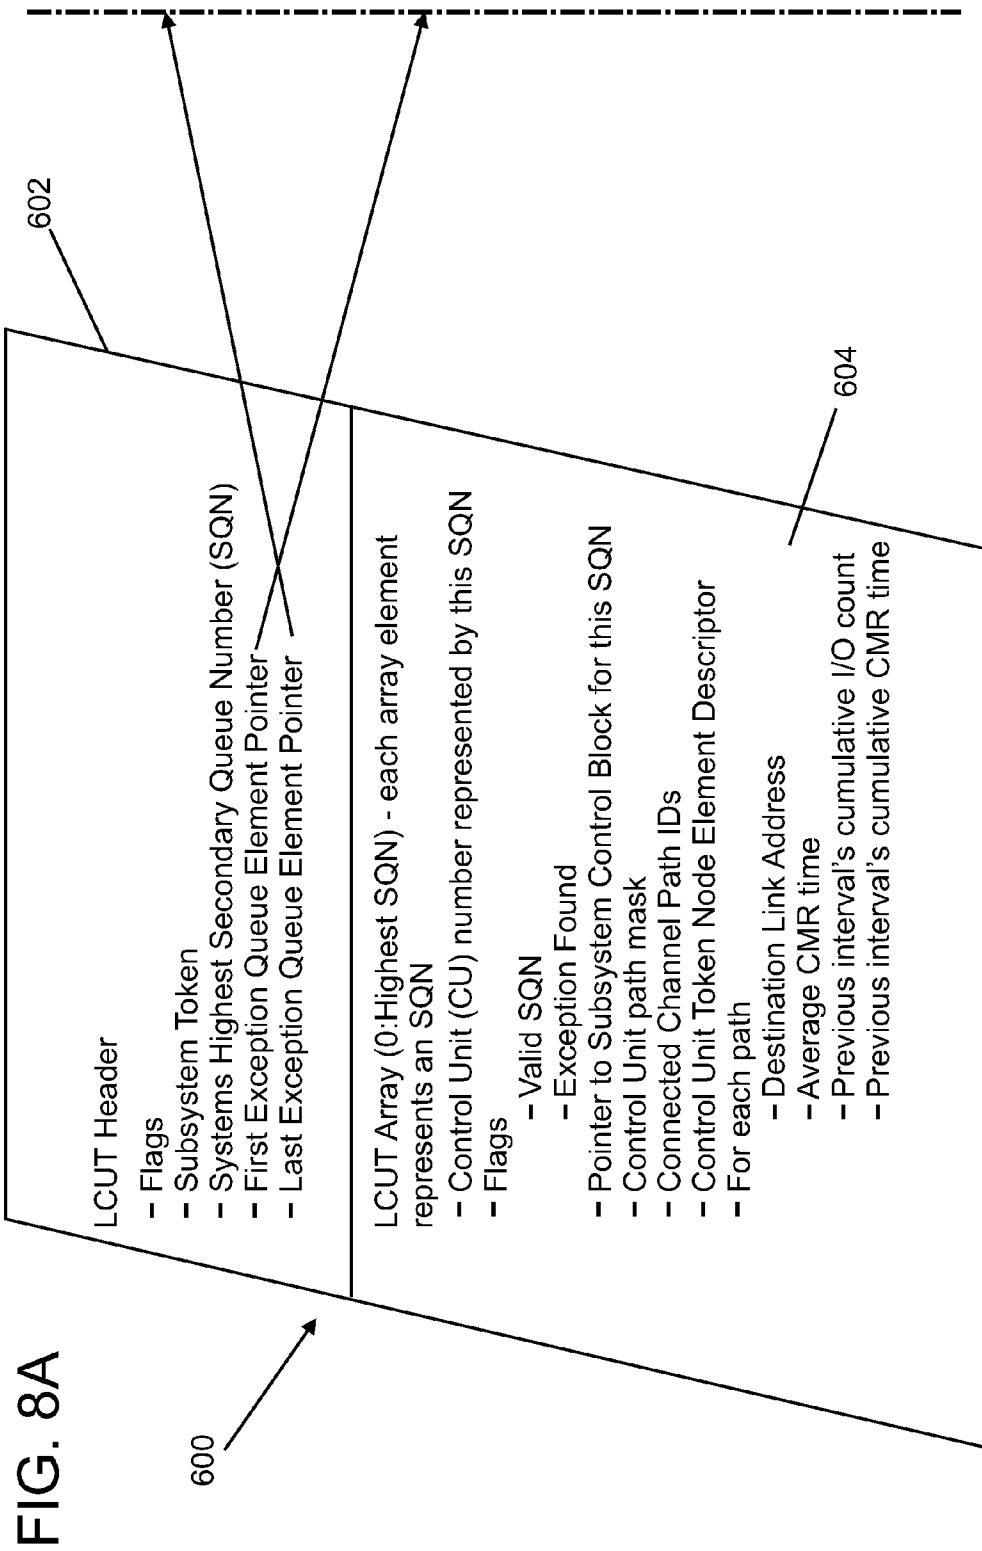 FIG. 8A
600
602
LCUT Header
– Flags
– Subsystem Token
– Systems Highest Secondary Queue Number (SQN)
– First Exception Queue Element Pointer
– Last Exception Queue Element Pointer
LCUT Array (0:Highest SQN) - each array element
represents an SQN
– Control Unit (CU) number represented by this SQN
– Flags
– Valid SQN
– Exception Found
– Pointer to Subsystem Control Block for this SQN
– Control Unit path mask
– Connected Channel Path IDs
– Control Unit Token Node Element Descriptor
– For each path
– Destination Link Address
– Average CMR time
– Previous interval's cumulative I/O count
– Previous interval's cumulative CMR time
604